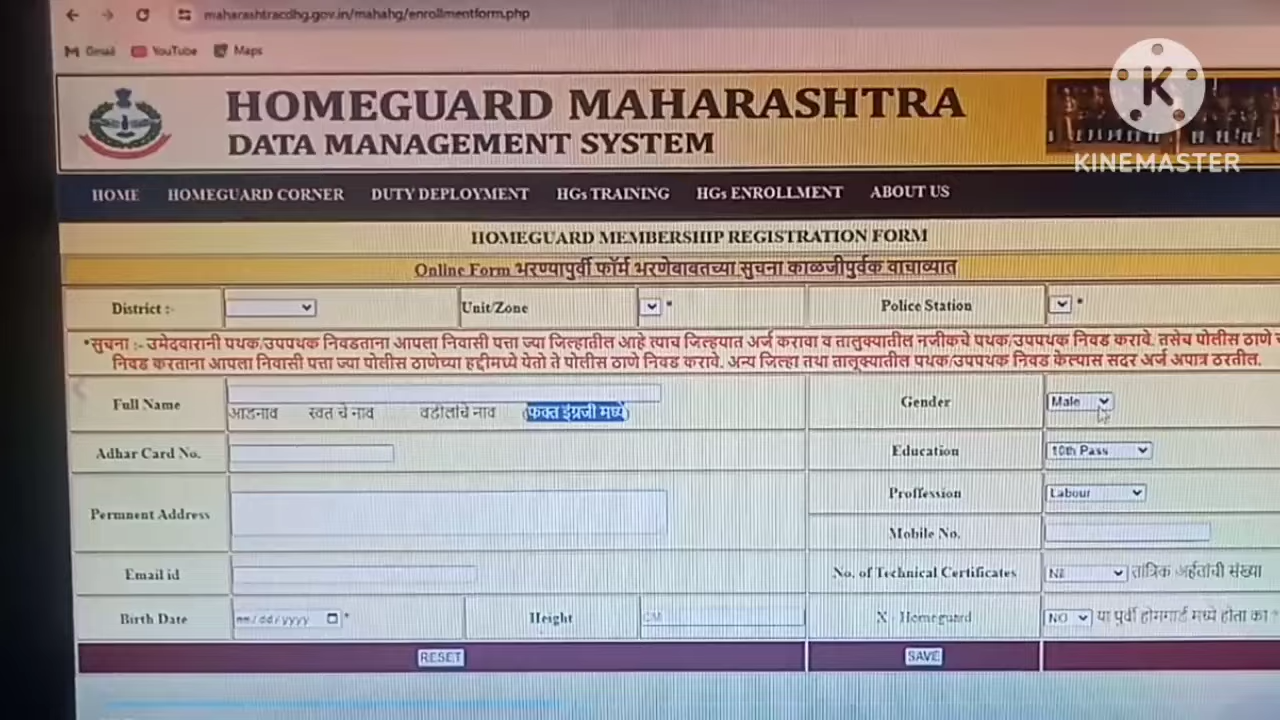 maharashtracdhg.gov.in/mahahg/enrollmentform.php
Gmail YouTube Maps
HOMEGUARD MAHARASHTRA
DATA MANAGEMENT SYSTEM
K
KINEMASTER
HOME HOMEGUARD CORNER DUTY DEPLOYMENT HGs TRAINING HGs ENROLLMENT ABOUT US
HOMEGUARD MEMBERSHIP REGISTRATION FORM
Online Form भरण्यापुर्वी फॉर्म भरणेबाबतच्या सुचना काळजीपुर्वक वाचाव्यात
District :- Unit/Zone * Police Station *
*सुचना :- उमेदवारानी पथक/उपपथक निवडताना आपला निवासी पत्ता ज्या जिल्हातील आहे त्याच जिल्हयात अर्ज करावा व तालुक्यातील नजीकचे पथक/उपपथक निवड करावे. तसेच पोलीस ठाणे
निवड करताना आपला निवासी पत्ता ज्या पोलीस ठाणेच्या हद्दीमध्ये येतो ते पोलीस ठाणे निवड करावे. अन्य जिल्हा तथा तालूक्यातील पथक/उपपथक निवड केल्यास सदर अर्ज अपात्र ठरतील.
Full Name Gender Male
आडनाव स्वत चे नाव वडीलांचे नाव (फक्त इंग्रजी मध्ये)
Adhar Card No. Education 10th Pass
Permnent Address Proffession Labour
Mobile No.
Email id No. of Technical Certificates Nil तांत्रिक अर्हतांची संख्या
Birth Date mm/dd/yyyy * Height CM X - Homeguard NO या पुर्वी होमगार्ड मध्ये होता का ?
RESET SAVE